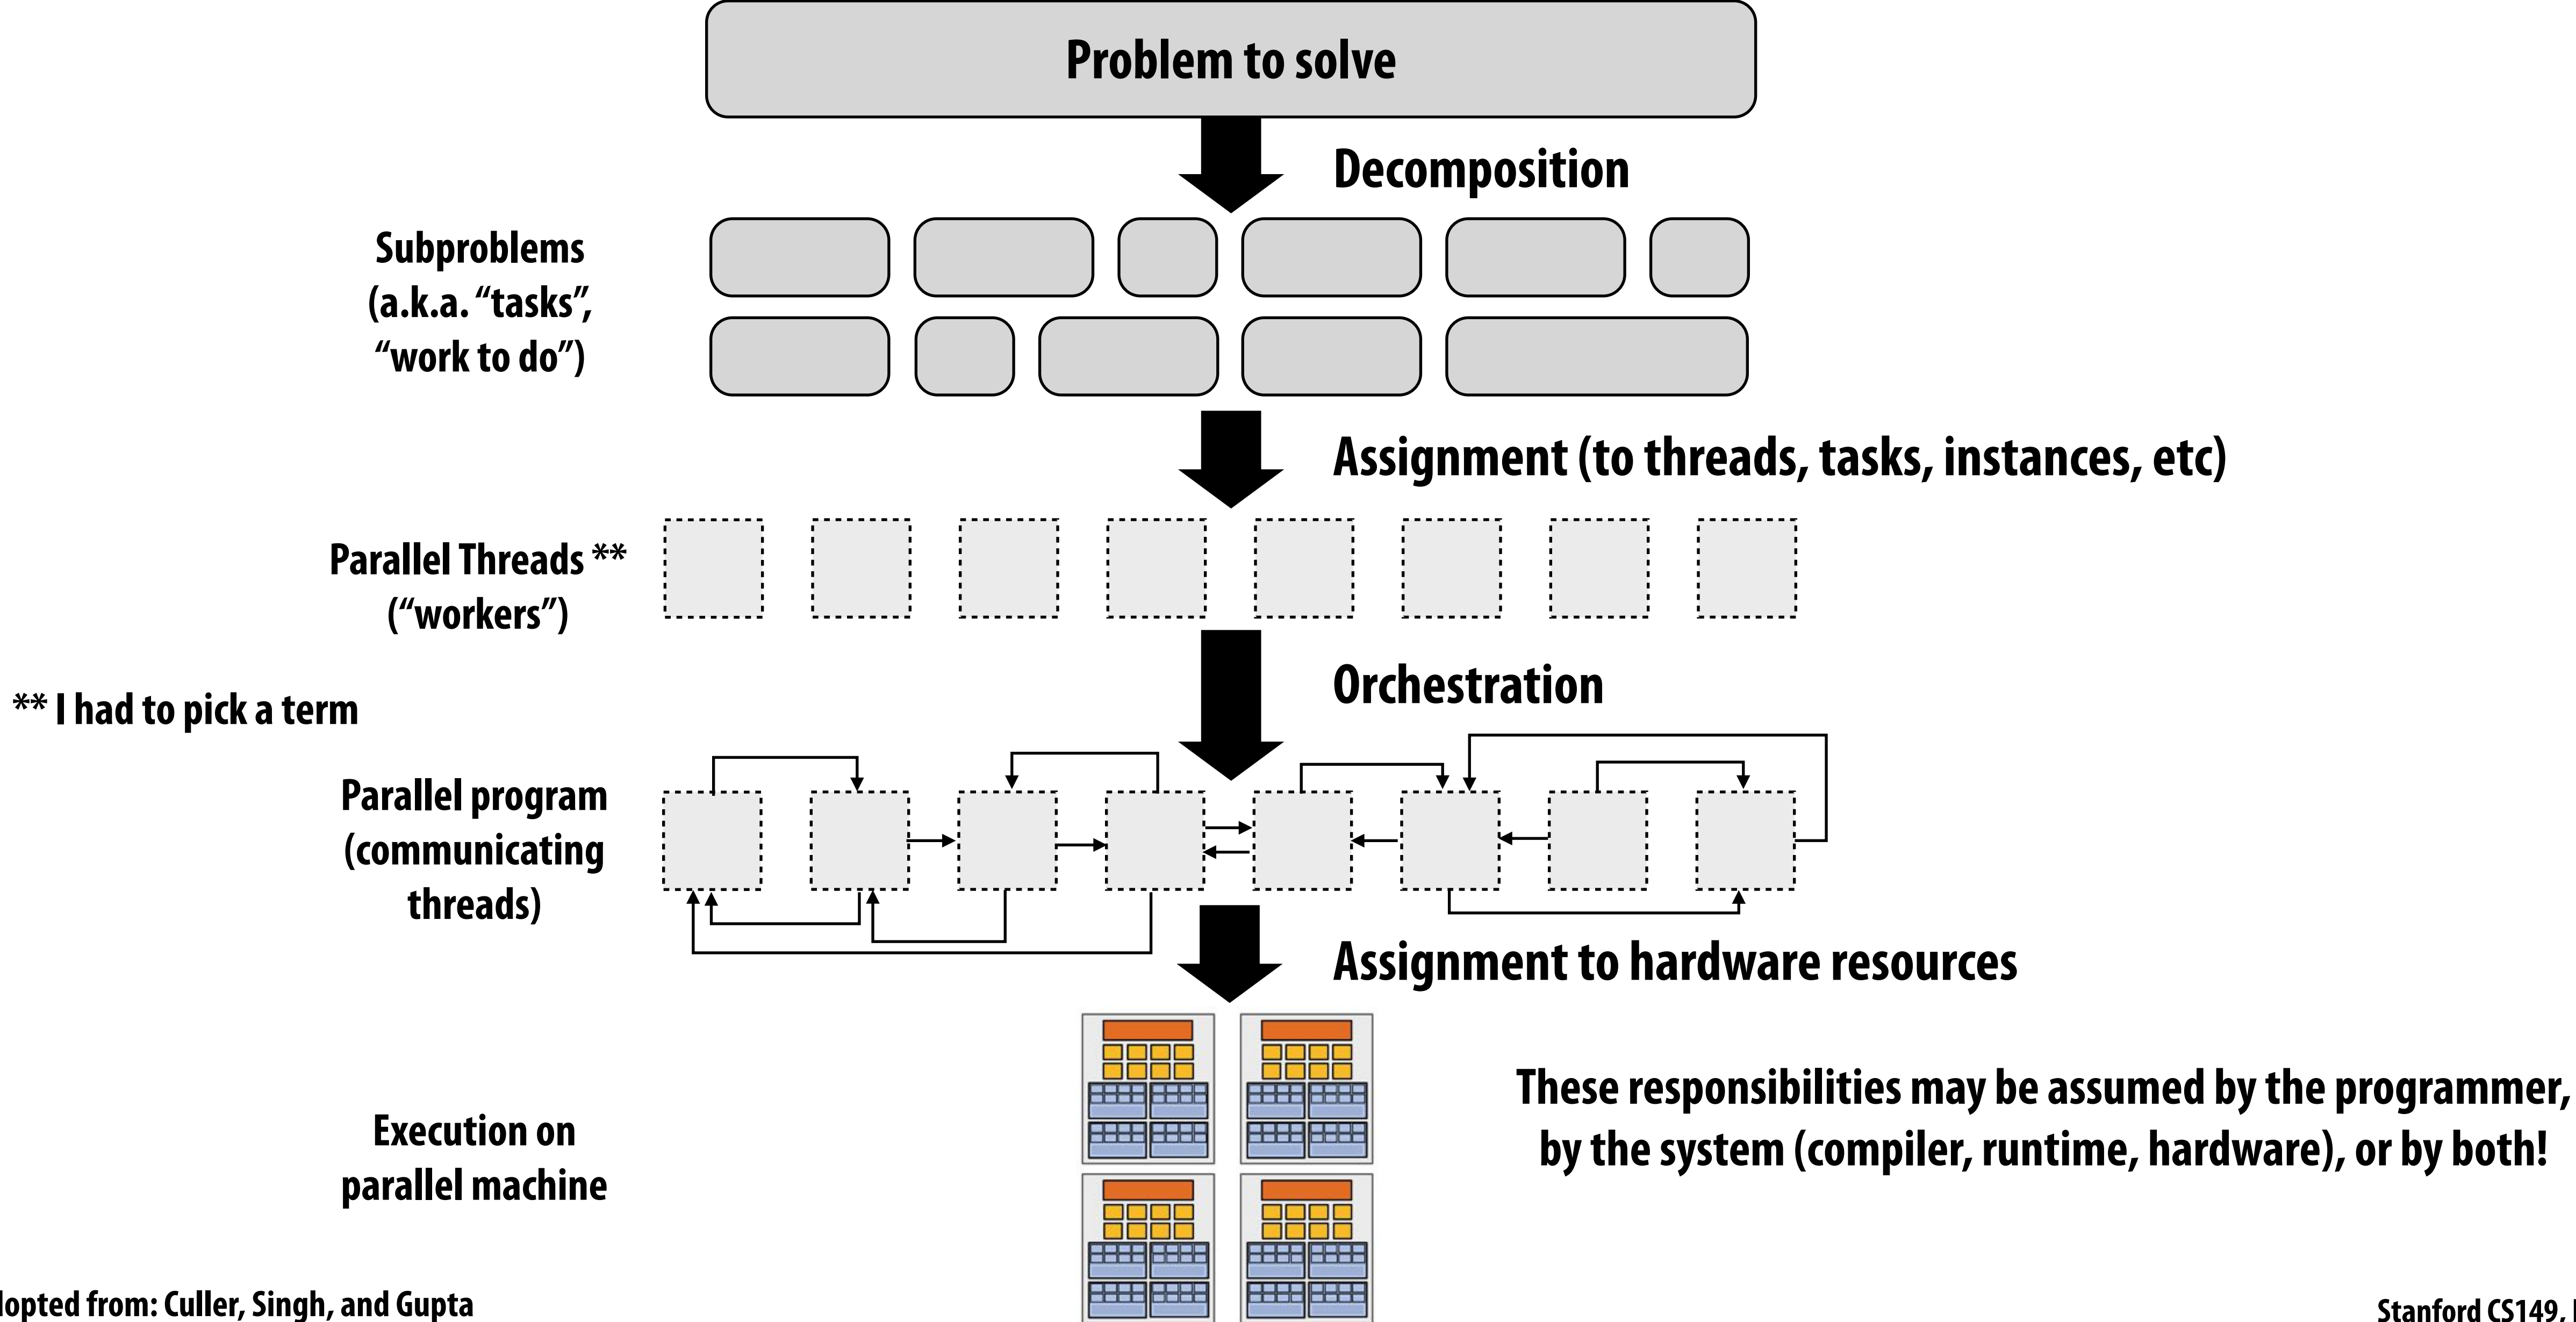 Problem to solve
Decomposition
Subproblems
(a.k.a. “tasks”,
“work to do”)
Assignment (to threads, tasks, instances, etc)
Parallel Threads **
(“workers”)
Orchestration
** I had to pick a term
Parallel program
(communicating
threads)
Assignment to hardware resources
These responsibilities may be assumed by the programmer,
by the system (compiler, runtime, hardware), or by both!
Execution on
parallel machine
from: Culler, Singh, and Gupta
Stanford CS149,